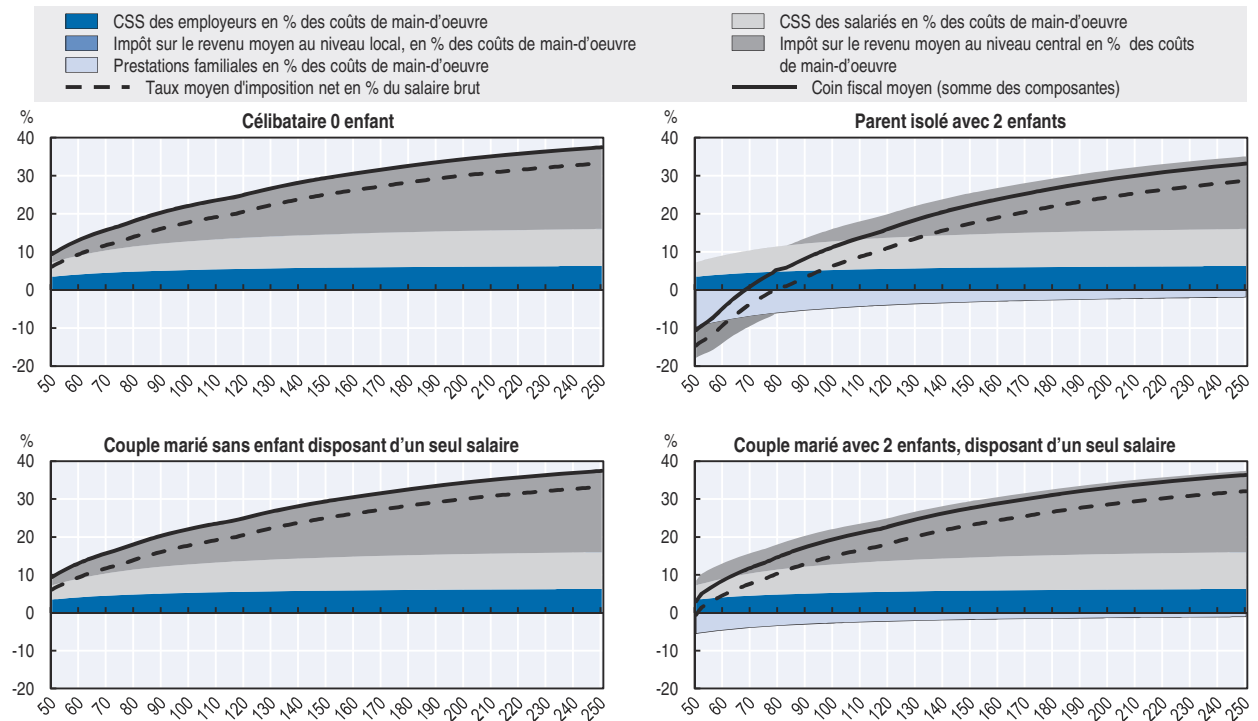 CSS des employeurs en % des coûts de main-d'oeuvre
CSS des salariés en % des coûts de main-d'oeuvre
Impôt sur le revenu moyen au niveau local, en % des coûts de main-d'oeuvre
Impôt sur le revenu moyen au niveau central en % des coûts
de main-d'oeuvre
Prestations familiales en % des coûts de main-d'oeuvre
Taux moyen d'imposition net en % du salaire brut
Coin fiscal moyen (somme des composantes)
%
Célibataire 0 enfant
40
30
20
10
0
-10
-20
50 60 70 80 90 100 110 120 130 140 150 160 170 180 190 200 210 220 230 240 250
%
Parent isolé avec 2 enfants
40
30
20
10
0
-10
-20
50 60 70 80 90 100 110 120 130 140 150 160 170 180 190 200 210 220 230 240 250
%
Couple marié sans enfant disposant d’un seul salaire
40
30
20
10
0
-10
-20
50 60 70 80 90 100 110 120 130 140 150 160 170 180 190 200 210 220 230 240 250
%
Couple marié avec 2 enfants, disposant d’un seul salaire
40
30
20
10
0
-10
-20
50 60 70 80 90 100 110 120 130 140 150 160 170 180 190 200 210 220 230 240 250